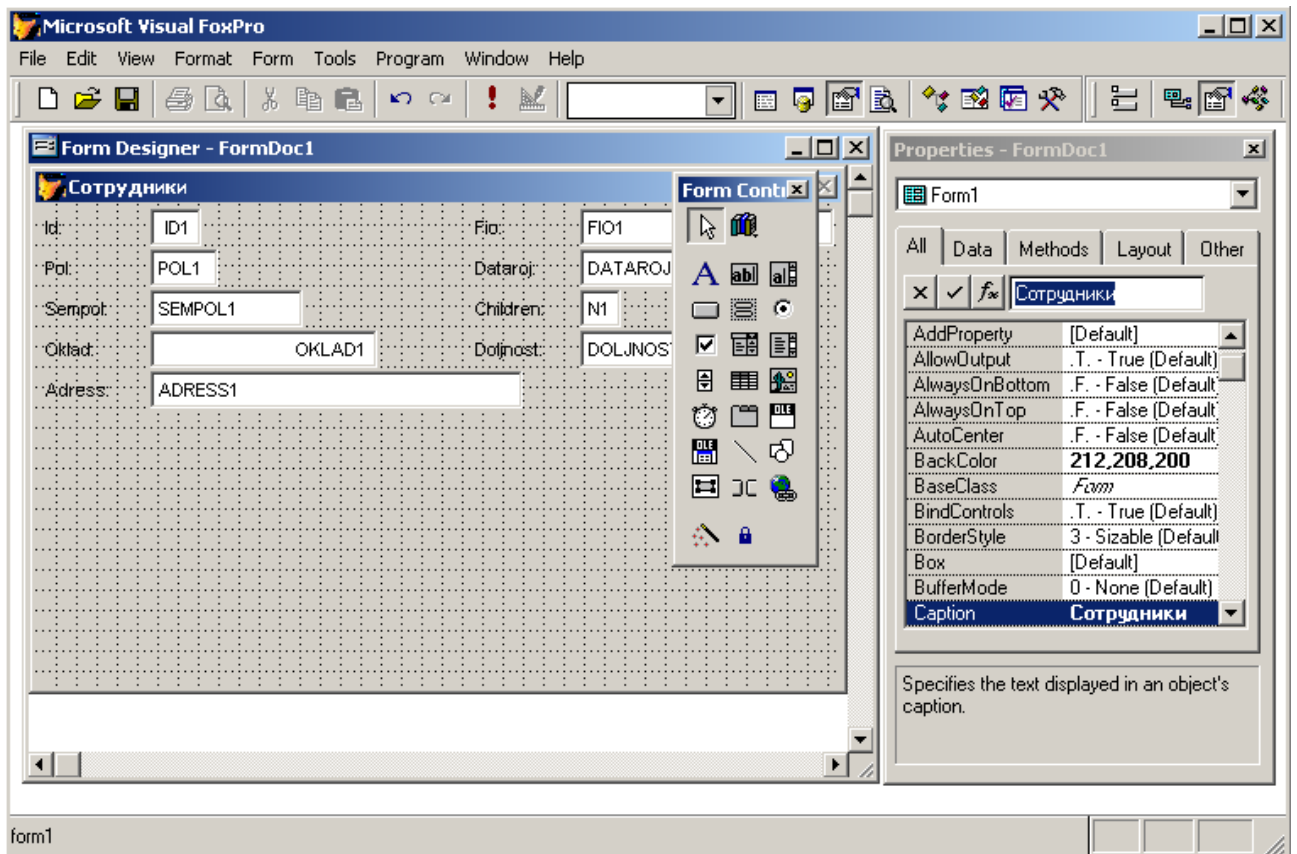 Microsoft Visual FoxPro
File Edit View Format Form Tools Program Window Help
Form Designer - FormDoc1
Сотрудники
Form Contr
Id: ID1 Fio: FIO1
Pol: POL1 Dataroj: DATAROJ
Sempol: SEMPOL1 Children: N1
Oklad: OKLAD1 Doljnost: DOLJNOS
Adress: ADRESS1
abl al
OLE
OLE
Properties - FormDoc1
Form1
All Data Methods Layout Other
Сотрудники
AddProperty [Default]
AllowOutput .T. - True (Default)
AlwaysOnBottom .F. - False (Default
AlwaysOnTop .F. - False (Default
AutoCenter .F. - False (Default
BackColor 212,208,200
BaseClass Form
BindControls .T. - True (Default)
BorderStyle 3 - Sizable (Default
Box [Default]
BufferMode 0 - None (Default)
Caption Сотрудники
Specifies the text displayed in an object's
caption.
form1